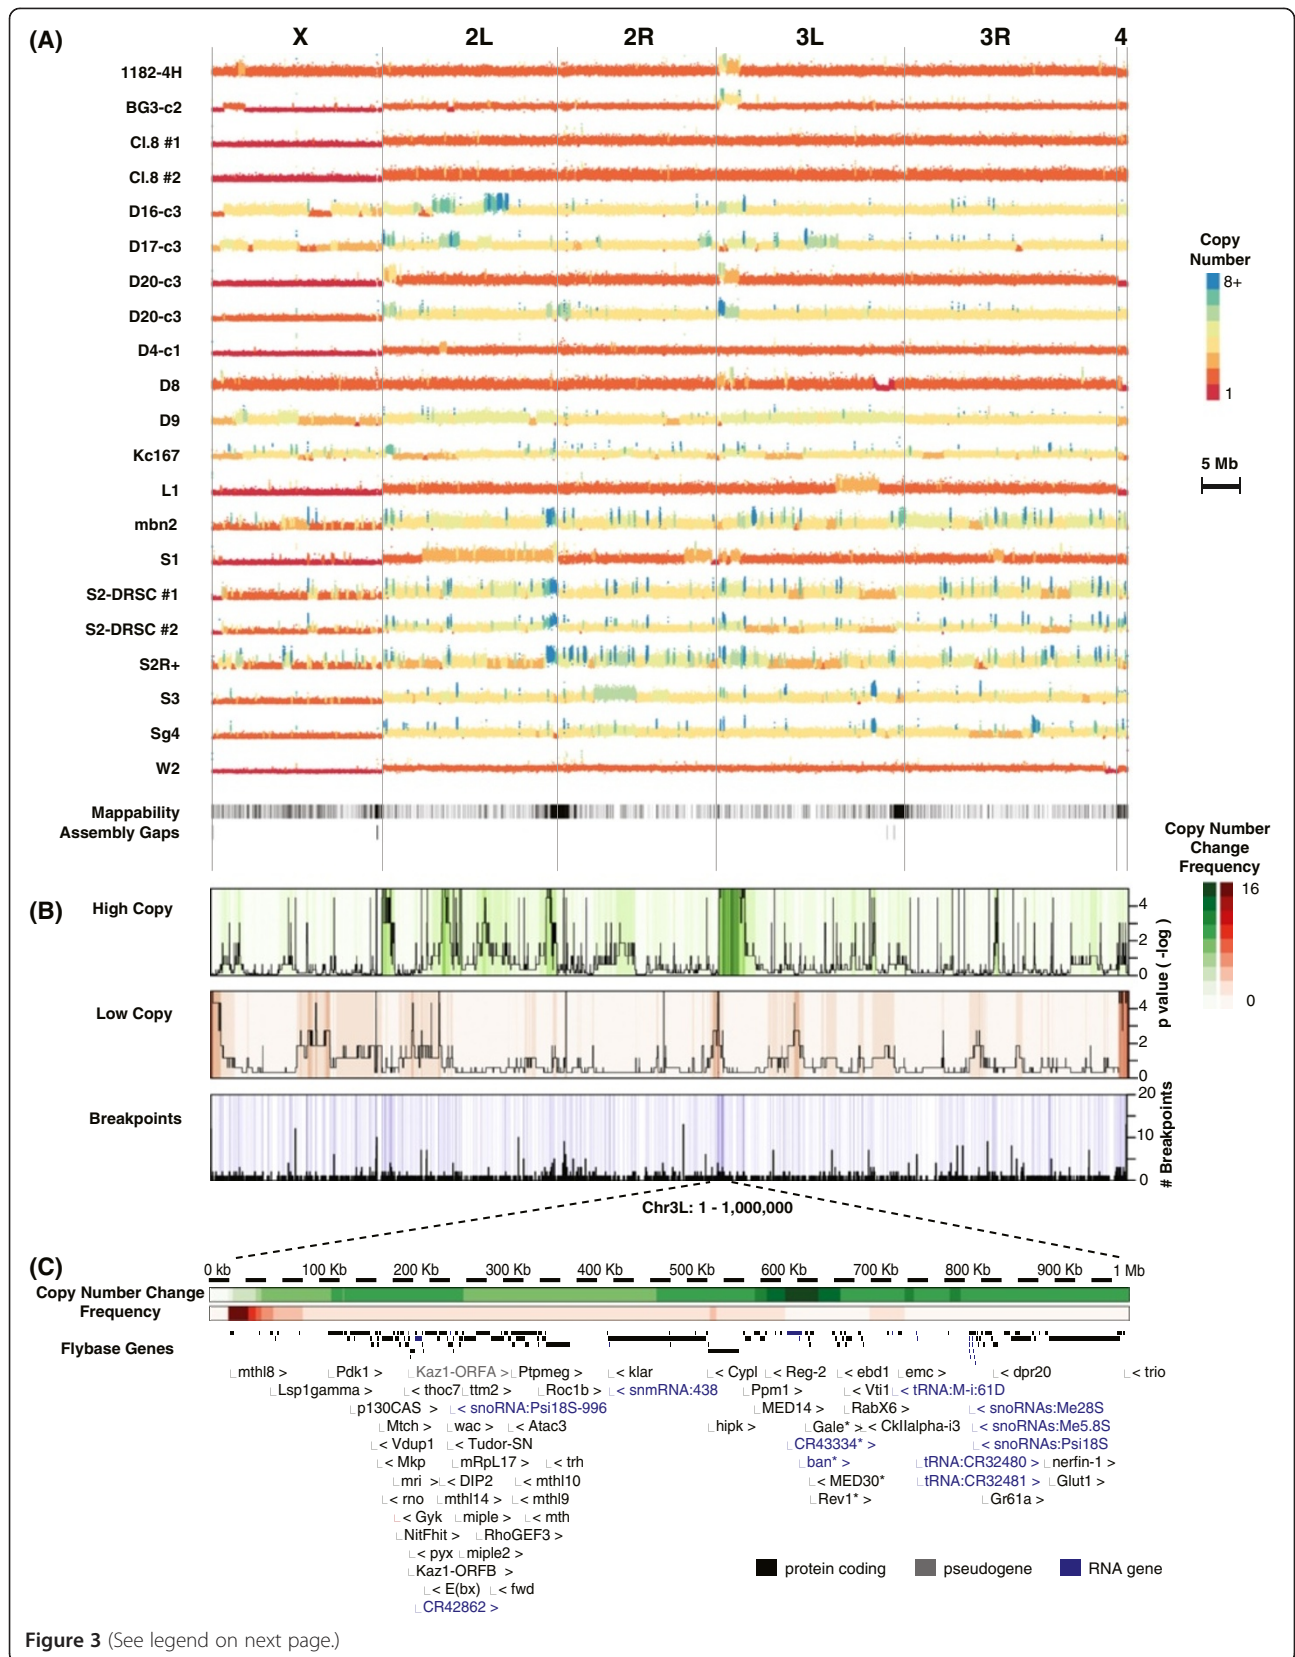 (A)
X 2L 2R 3L 3R 4
1182-4H
BG3-c2
Cl.8 #1
Cl.8 #2
D16-c3
D17-c3
D20-c3
D20-c3
D4-c1
D8
D9
Kc167
L1
mbn2
S1
S2-DRSC #1
S2-DRSC #2
S2R+
S3
Sg4
W2
Mappability
Assembly Gaps
Copy
Number
8+
1
5 Mb
Copy Number
Change
Frequency
16
0
(B)
High Copy
4
2
0
Low Copy
4
2
0
p value ( -log )
Breakpoints
20
10
0
# Breakpoints
Chr3L: 1 - 1,000,000
(C)
0 kb 100 Kb 200 Kb 300 Kb 400 Kb 500 Kb 600 Kb 700 Kb 800 Kb 900 Kb 1 Mb
Copy Number Change
Frequency
Flybase Genes
mthl8 > Pdk1 > Kaz1-ORFA > Ptpmeg > < klar < Cypl < Reg-2 < ebd1 emc > < dpr20 < trio
Lsp1gamma > < thoc7 ttm2 > Roc1b > < snmRNA:438 Ppm1 > < Vti1 < tRNA:M-i:61D
p130CAS > < snoRNA:Psi18S-996 MED14 > RabX6 > < snoRNAs:Me28S
Mtch > wac > < Atac3 hipk > Gale* > < CkIIalpha-i3 < snoRNAs:Me5.8S
< Vdup1 < Tudor-SN CR43334* > < snoRNAs:Psi18S
< Mkp mRpL17 > < trh ban* > tRNA:CR32480 > nerfin-1 >
mri > < DIP2 < mthl10 < MED30* tRNA:CR32481 > Glut1 >
< rno mthl14 > < mthl9 Rev1* > Gr61a >
< Gyk miple > < mth
NitFhit > RhoGEF3 >
< pyx miple2 >
Kaz1-ORFB >
< E(bx) < fwd
CR42862 >
protein coding pseudogene RNA gene
Figure 3 (See legend on next page.)